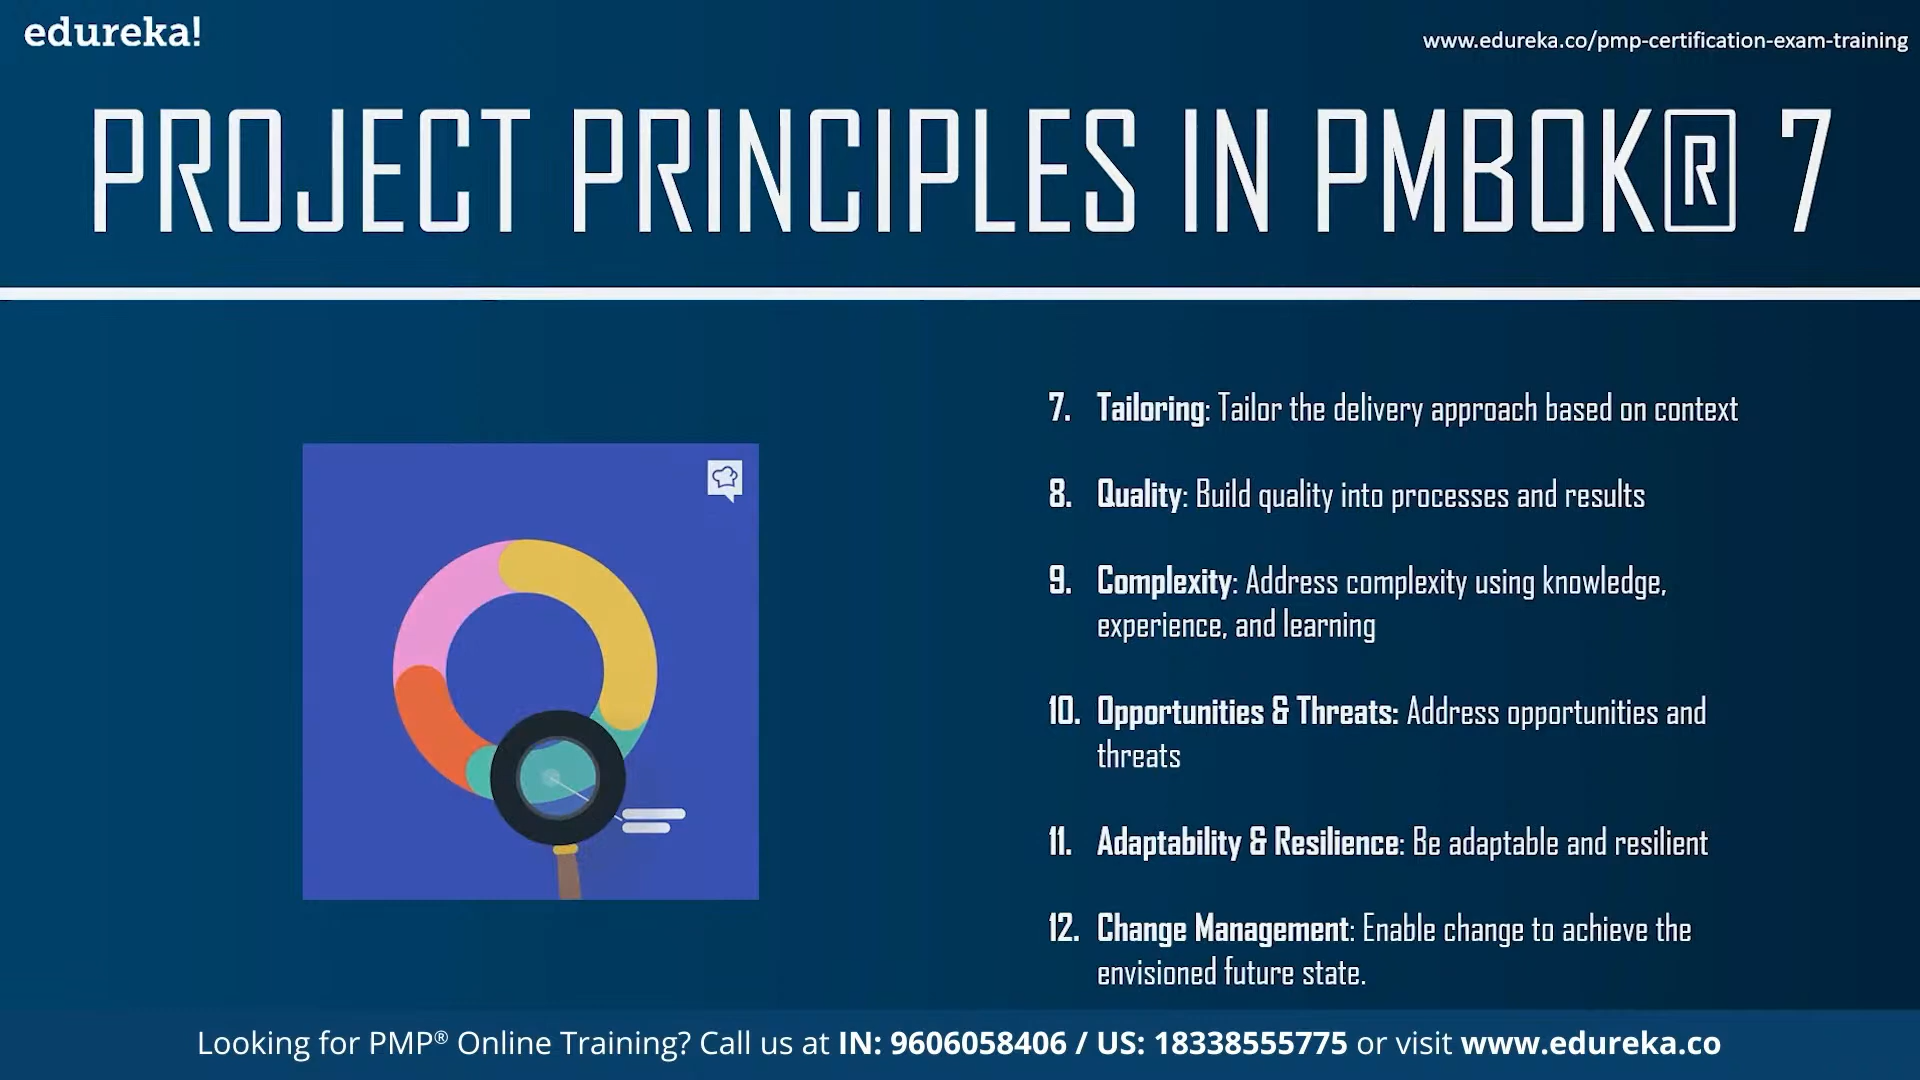 edureka!
www.edureka.co/pmp-certification-exam-training
PROJECT PRINCIPLES IN PMBOK® 7
7. Tailoring: Tailor the delivery approach based on context
8. Quality: Build quality into processes and results
9. Complexity: Address complexity using knowledge,
experience, and learning
10. Opportunities & Threats: Address opportunities and
threats
11. Adaptability & Resilience: Be adaptable and resilient
12. Change Management: Enable change to achieve the
envisioned future state.
Looking for PMP® Online Training? Call us at IN: 9606058406 / US: 18338555775 or visit www.edureka.co